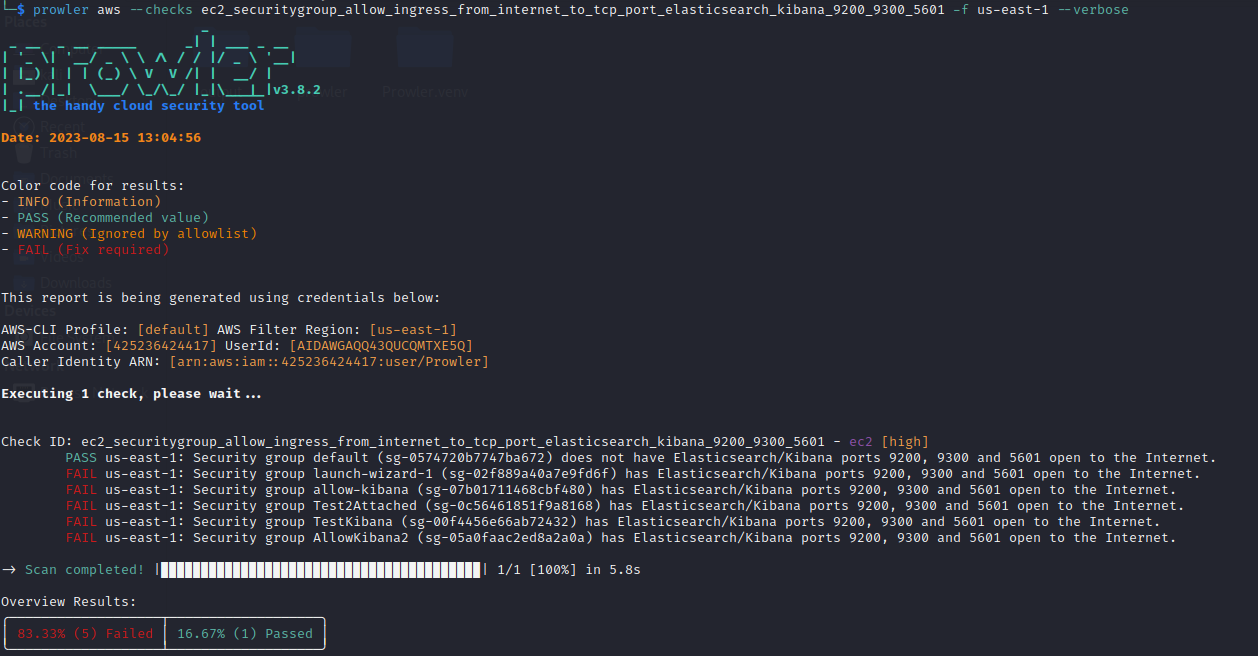 └─$ prowler aws --checks ec2_securitygroup_allow_ingress_from_internet_to_tcp_port_elasticsearch_kibana_9200_9300_5601 -f us-east-1 --verbose
prowler v3.8.2
the handy cloud security tool
Date: 2023-08-15 13:04:56
Color code for results:
- INFO (Information)
- PASS (Recommended value)
- WARNING (Ignored by allowlist)
- FAIL (Fix required)
This report is being generated using credentials below:
AWS-CLI Profile: [default] AWS Filter Region: [us-east-1]
AWS Account: [425236424417] UserId: [AIDAWGAQQ43QUCQMTXE5Q]
Caller Identity ARN: [arn:aws:iam::425236424417:user/Prowler]
Executing 1 check, please wait...
Check ID: ec2_securitygroup_allow_ingress_from_internet_to_tcp_port_elasticsearch_kibana_9200_9300_5601 - ec2 [high]
PASS us-east-1: Security group default (sg-0574720b7747ba672) does not have Elasticsearch/Kibana ports 9200, 9300 and 5601 open to the Internet.
FAIL us-east-1: Security group launch-wizard-1 (sg-02f889a40a7e9fd6f) has Elasticsearch/Kibana ports 9200, 9300 and 5601 open to the Internet.
FAIL us-east-1: Security group allow-kibana (sg-07b01711468cbf480) has Elasticsearch/Kibana ports 9200, 9300 and 5601 open to the Internet.
FAIL us-east-1: Security group Test2Attached (sg-0c56461851f9a8168) has Elasticsearch/Kibana ports 9200, 9300 and 5601 open to the Internet.
FAIL us-east-1: Security group TestKibana (sg-00f4456e66ab72432) has Elasticsearch/Kibana ports 9200, 9300 and 5601 open to the Internet.
FAIL us-east-1: Security group AllowKibana2 (sg-05a0faac2ed8a2a0a) has Elasticsearch/Kibana ports 9200, 9300 and 5601 open to the Internet.
→ Scan completed! 1/1 [100%] in 5.8s
Overview Results:
83.33% (5) Failed 16.67% (1) Passed